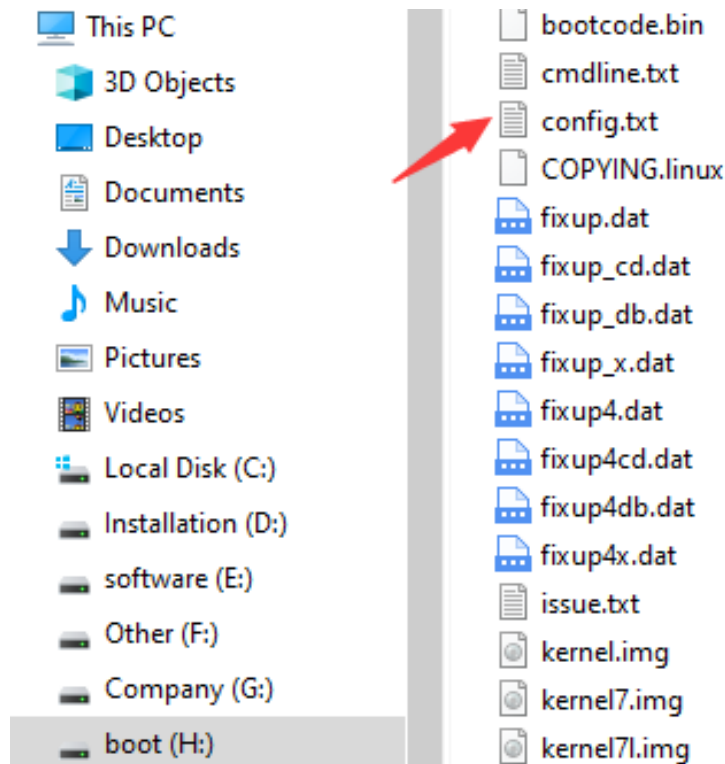 This PC
3D Objects
Desktop
Documents
Downloads
Music
Pictures
Videos
Local Disk (C:)
Installation (D:)
software (E:)
Other (F:)
Company (G:)
boot (H:)
bootcode.bin
cmdline.txt
config.txt
COPYING.linux
fixup.dat
fixup_cd.dat
fixup_db.dat
fixup_x.dat
fixup4.dat
fixup4cd.dat
fixup4db.dat
fixup4x.dat
issue.txt
kernel.img
kernel7.img
kernel7l.img